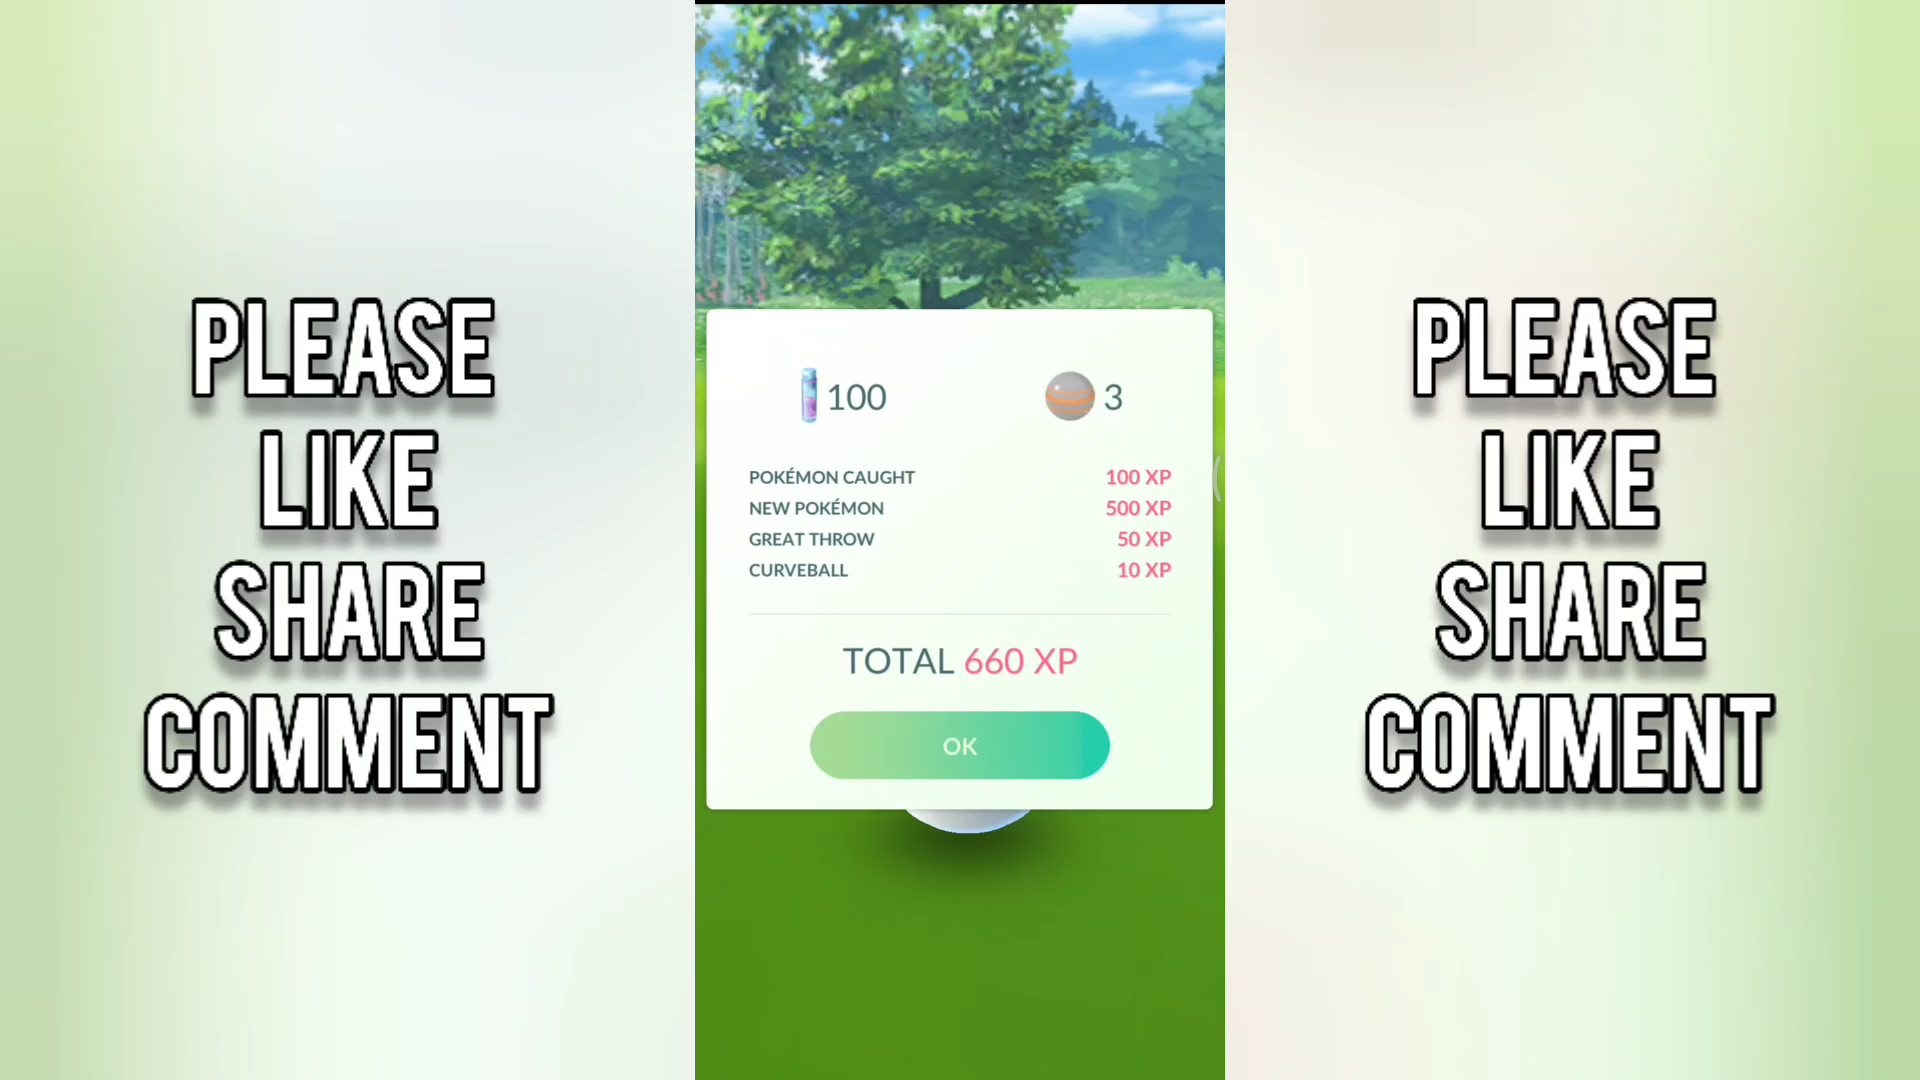 PLEASE
LIKE
SHARE
COMMENT
100
3
POKÉMON CAUGHT 100 XP
NEW POKÉMON 500 XP
GREAT THROW 50 XP
CURVEBALL 10 XP
TOTAL 660 XP
OK
PLEASE
LIKE
SHARE
COMMENT